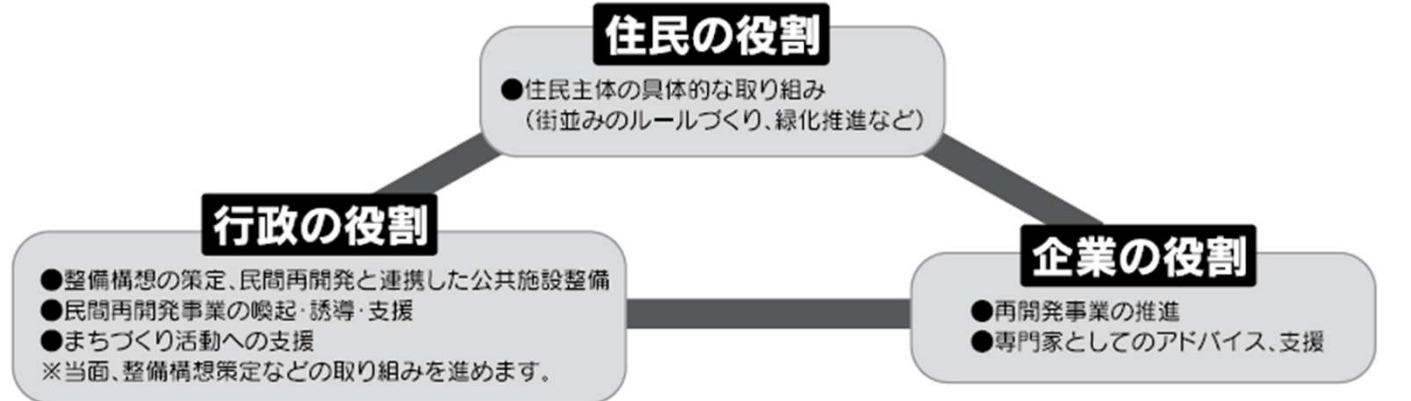 住民の役割
●住民主体の具体的な取り組み
（街並みのルールづくり、緑化推進など）
行政の役割
●整備構想の策定、民間再開発と連携した公共施設整備
●民間再開発事業の喚起・誘導・支援
●まちづくり活動への支援
※当面、整備構想策定などの取り組みを進めます。
企業の役割
●再開発事業の推進
●専門家としてのアドバイス、支援